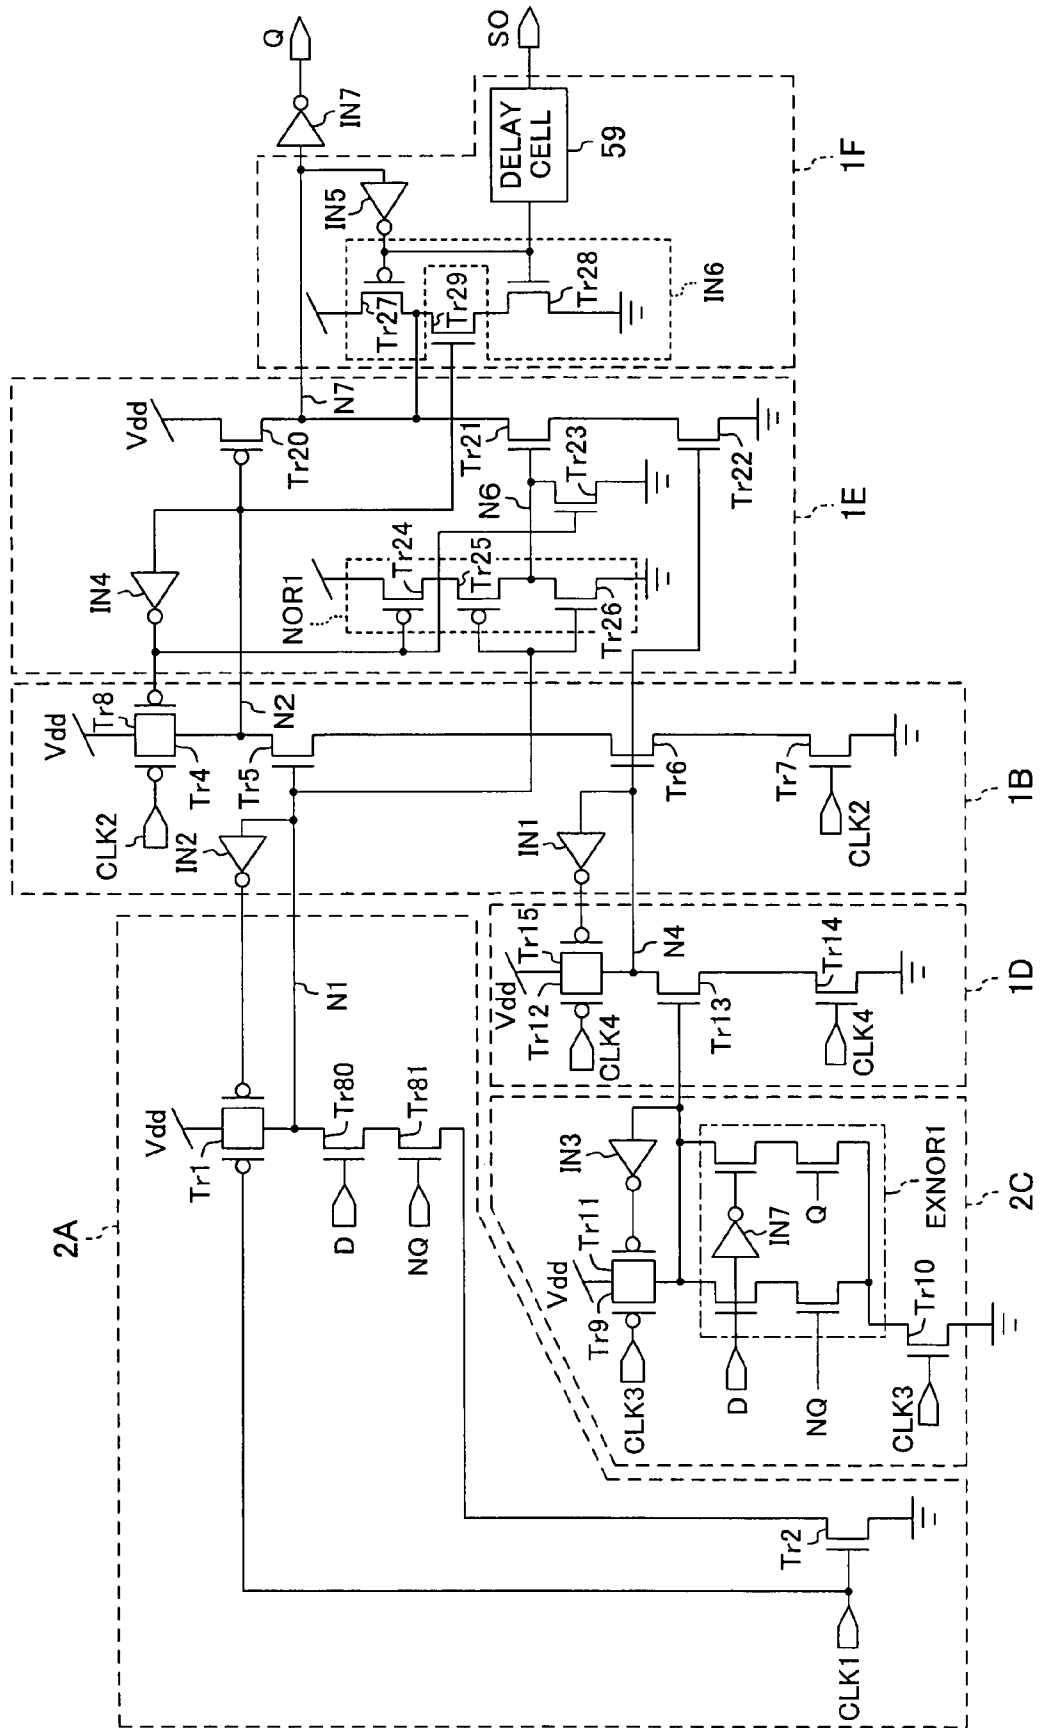 Q
SO
IN7
DELAY
CELL
59
IN5
1F
Tr27
Tr29
Tr28
IN6
N7
Vdd
Tr20
Tr21
Tr23
Tr22
N6
1E
IN4
NOR1
Tr24
Tr25
Tr26
Vdd
Tr8
Tr4
N2
Tr5
Tr6
Tr7
CLK2
CLK2
1B
IN2
IN1
Vdd
Tr15
Tr12
CLK4
N4
Tr13
Tr14
CLK4
1D
2A
N1
Vdd
Tr1
Tr80
Tr81
D
NQ
IN3
Vdd
Tr11
Tr9
CLK3
IN7
Q
EXNOR1
2C
D
NQ
Tr10
CLK3
Tr2
CLK1